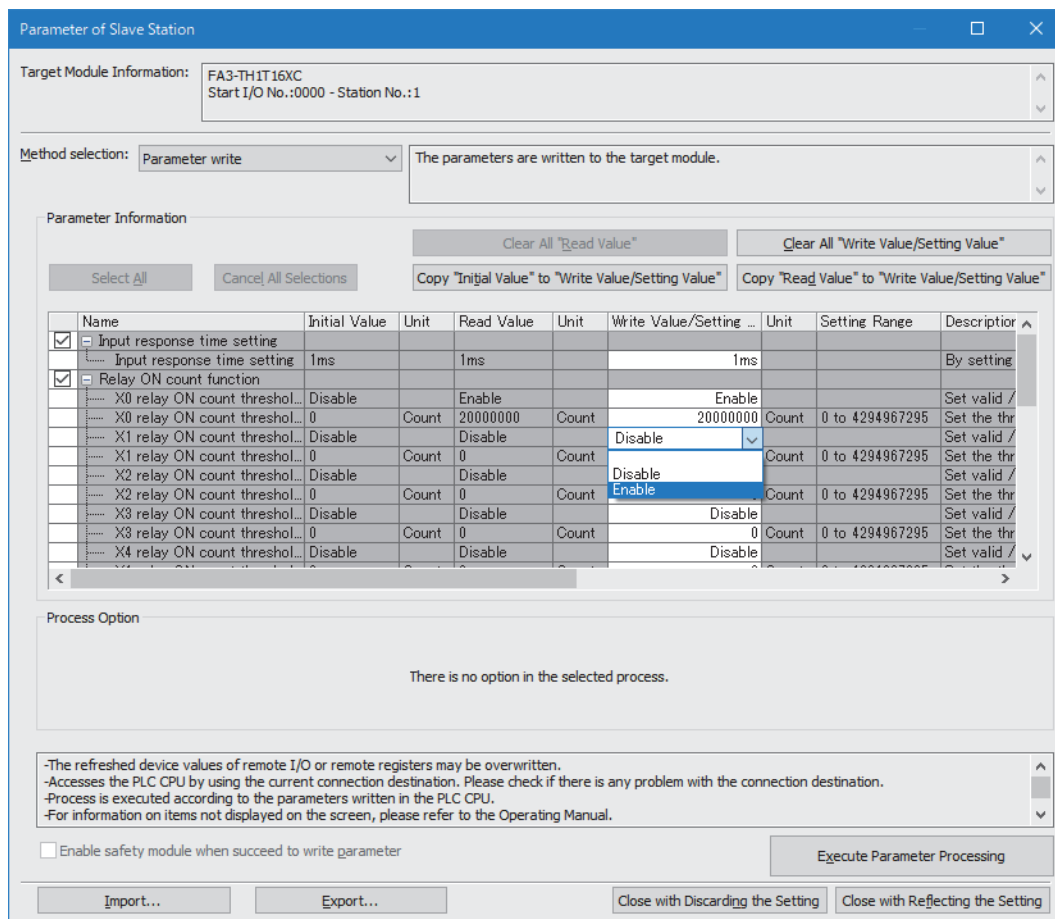 Parameter of Slave Station
Target Module Information:
FA3-TH1T16XC
Start I/O No.:0000 - Station No.:1
Method selection:
Parameter write
The parameters are written to the target module.
Parameter Information
Clear All "Read Value"
Clear All "Write Value/Setting Value"
Select All
Cancel All Selections
Copy "Initial Value" to "Write Value/Setting Value"
Copy "Read Value" to "Write Value/Setting Value"
Name Initial Value Unit Read Value Unit Write Value/Setting ... Unit Setting Range Description
Input response time setting
Input response time setting 1ms 1ms 1ms By setting
Relay ON count function
X0 relay ON count threshol... Disable Enable Enable Set valid /
X0 relay ON count threshol... 0 Count 20000000 Count 20000000 Count 0 to 4294967295 Set the thr
X1 relay ON count threshol... Disable Disable Disable Set valid /
X1 relay ON count threshol... 0 Count 0 Count Count 0 to 4294967295 Set the thr
X2 relay ON count threshol... Disable Disable Disable Set valid /
X2 relay ON count threshol... 0 Count 0 Count Enable Count 0 to 4294967295 Set the thr
X3 relay ON count threshol... Disable Disable Disable Set valid /
X3 relay ON count threshol... 0 Count 0 Count 0 Count 0 to 4294967295 Set the thr
X4 relay ON count threshol... Disable Disable Disable Set valid /
Process Option
There is no option in the selected process.
-The refreshed device values of remote I/O or remote registers may be overwritten.
-Accesses the PLC CPU by using the current connection destination. Please check if there is any problem with the connection destination.
-Process is executed according to the parameters written in the PLC CPU.
-For information on items not displayed on the screen, please refer to the Operating Manual.
Enable safety module when succeed to write parameter
Execute Parameter Processing
Import...
Export...
Close with Discarding the Setting
Close with Reflecting the Setting